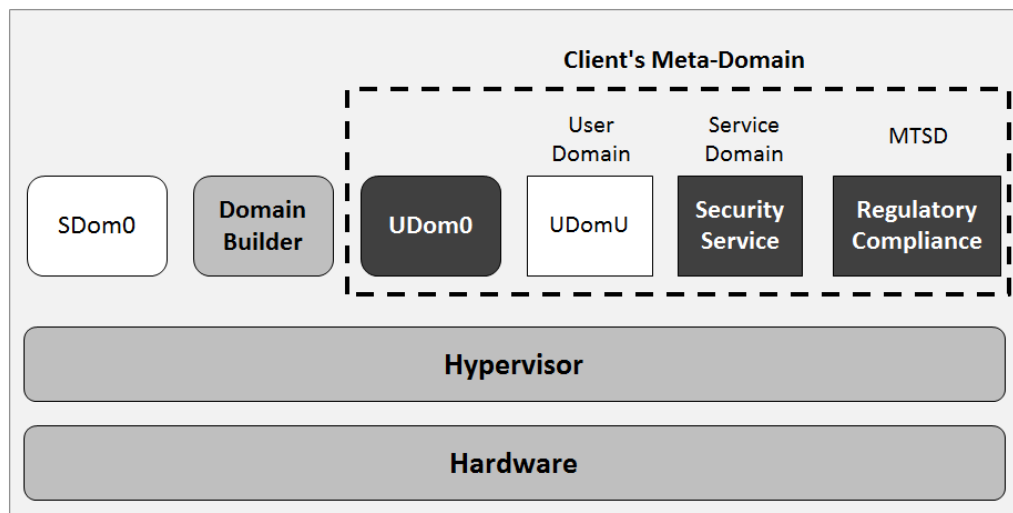 Client's Meta-Domain
User
Domain
Service
Domain
MTSD
SDom0
Domain
Builder
UDom0
UDomU
Security
Service
Regulatory
Compliance
Hypervisor
Hardware